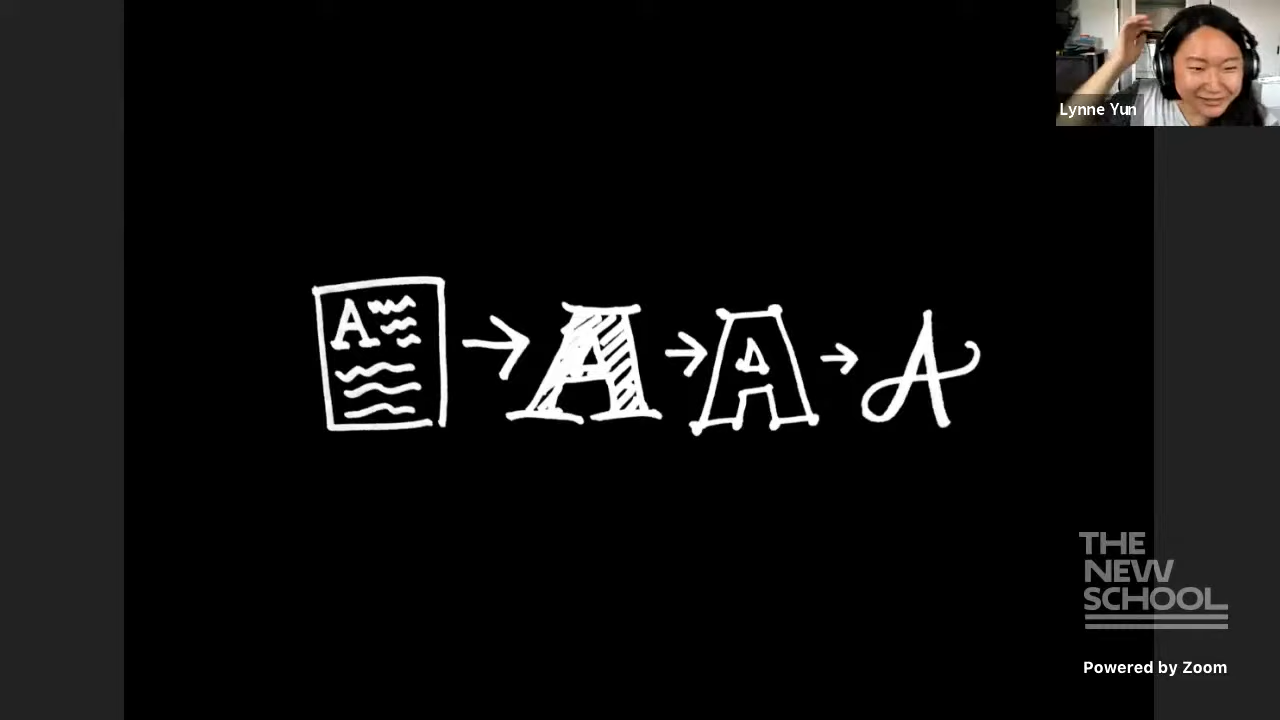 Lynne Yun
A
A
A
A
THE
NEW
SCHOOL
Powered by Zoom